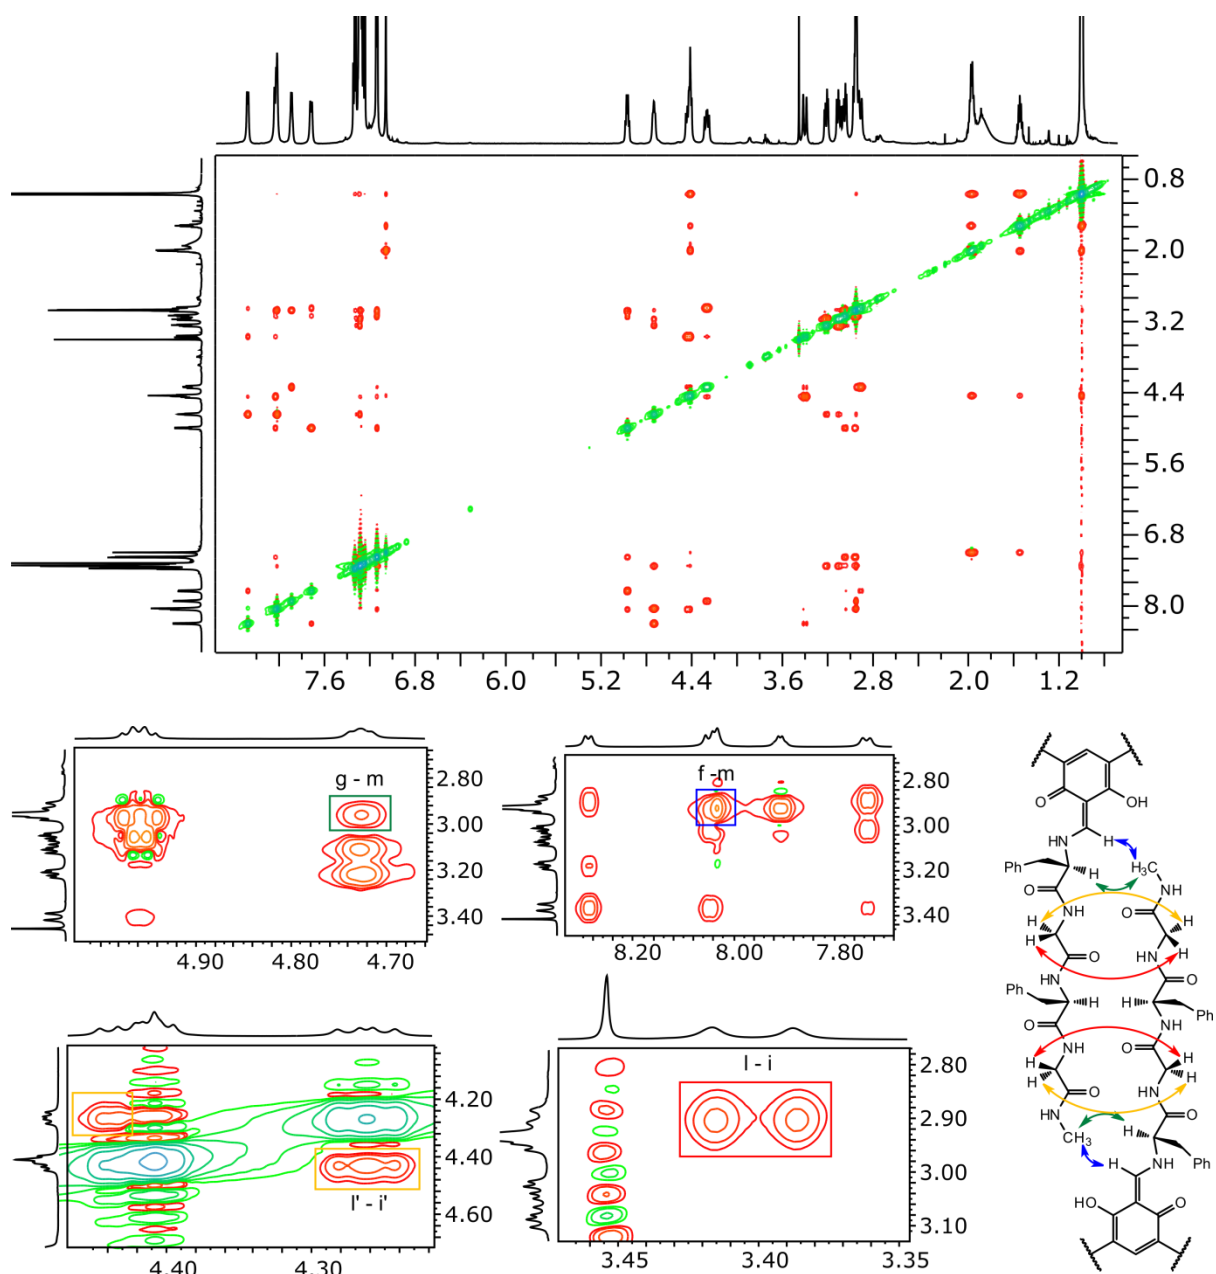 0.8
2.0
3.2
4.4
5.6
6.8
8.0
7.6 6.8 6.0 5.2 4.4 3.6 2.8 2.0 1.2
g - m
2.80
3.00
3.20
3.40
4.90 4.80 4.70
f -m
2.80
3.00
3.20
3.40
8.20 8.00 7.80
l' - i'
4.20
4.40
4.60
4.40 4.30
l - i
2.80
2.90
3.00
3.10
3.45 3.40 3.35
O OH
N H
HN H
Ph H H3C
O NH
NH O
H H H
H H
O HN O
NH
Ph H H Ph
O NH
NH O
H H H
H H
O HN O
HN
CH3 H Ph
H HN
HO O